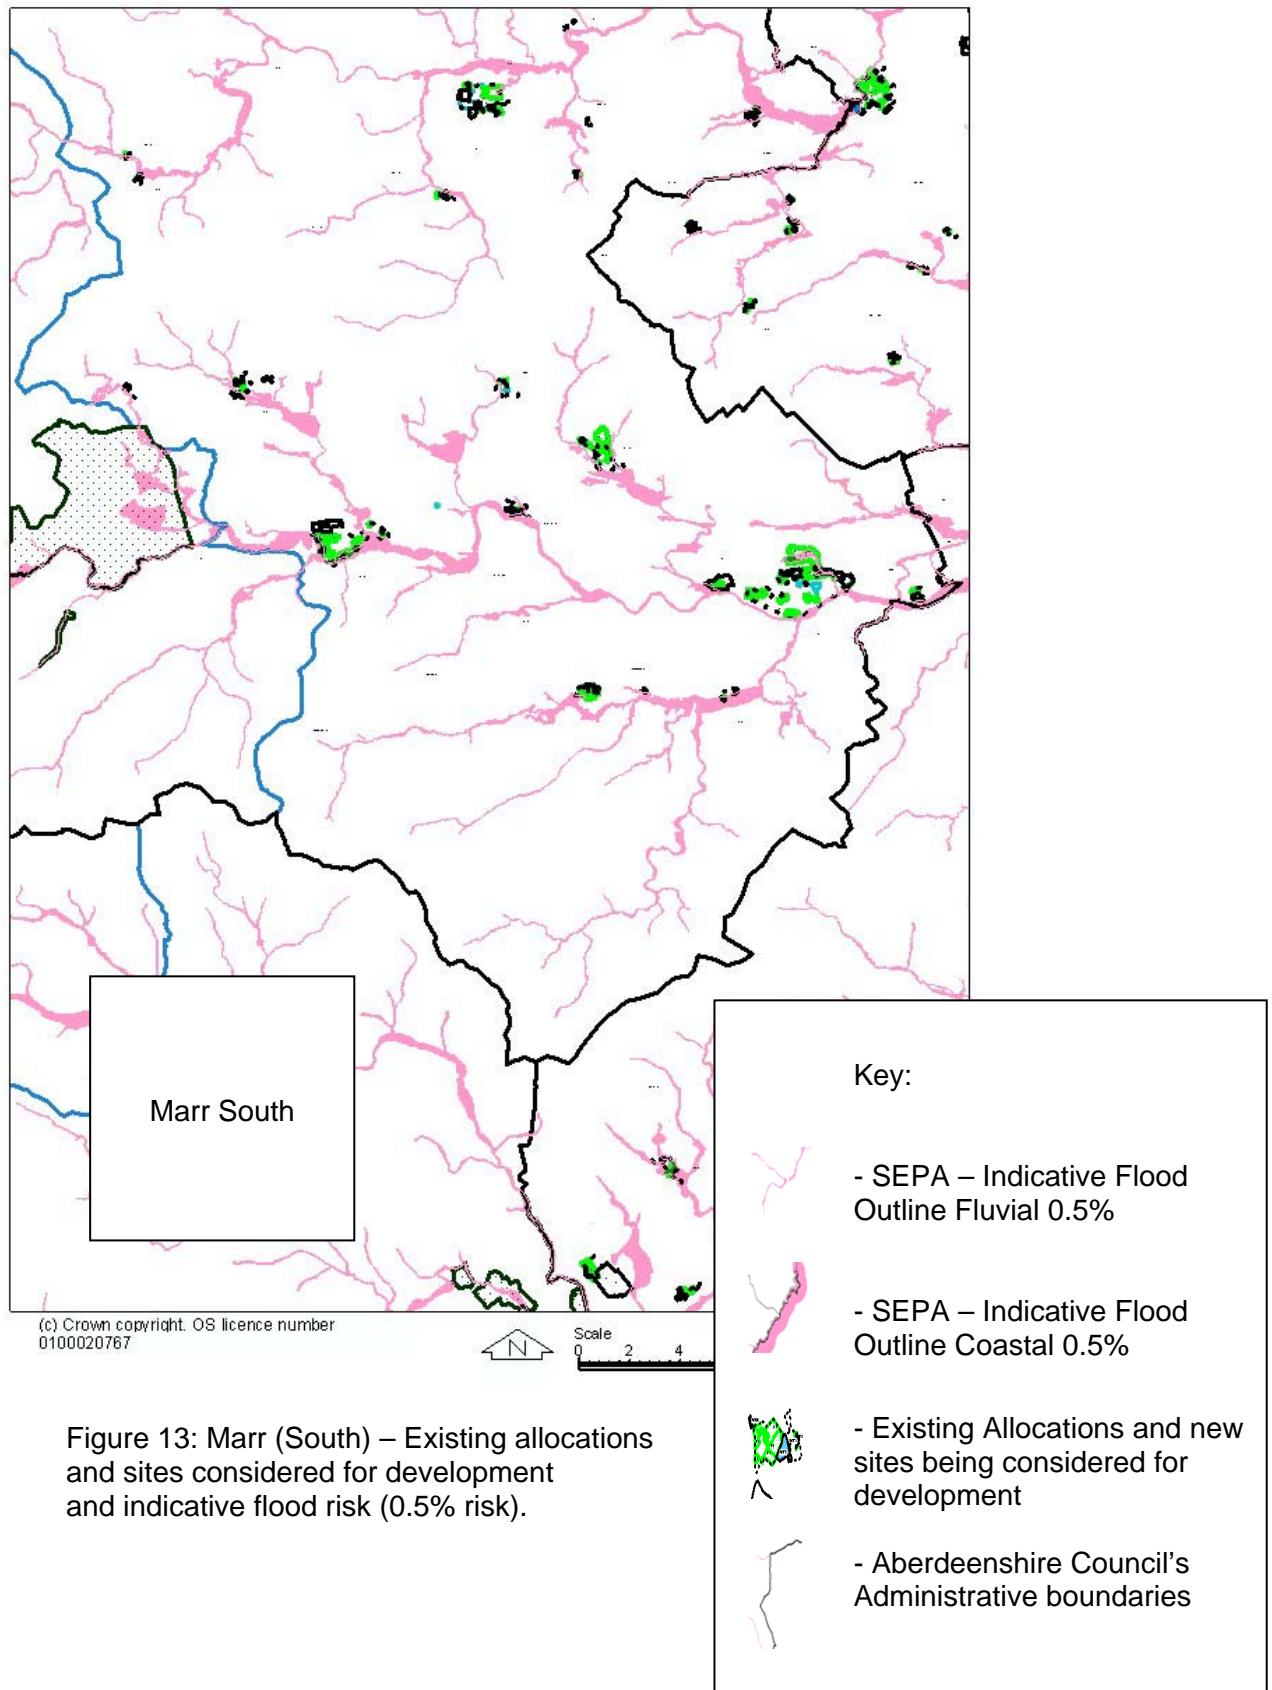 Marr South
Key:
- SEPA – Indicative Flood
Outline Fluvial 0.5%
- SEPA – Indicative Flood
Outline Coastal 0.5%
- Existing Allocations and new
sites being considered for
development
- Aberdeenshire Council's
Administrative boundaries
(c) Crown copyright. OS licence number
0100020767
N
Scale
0 2 4
Figure 13: Marr (South) – Existing allocations
and sites considered for development
and indicative flood risk (0.5% risk).